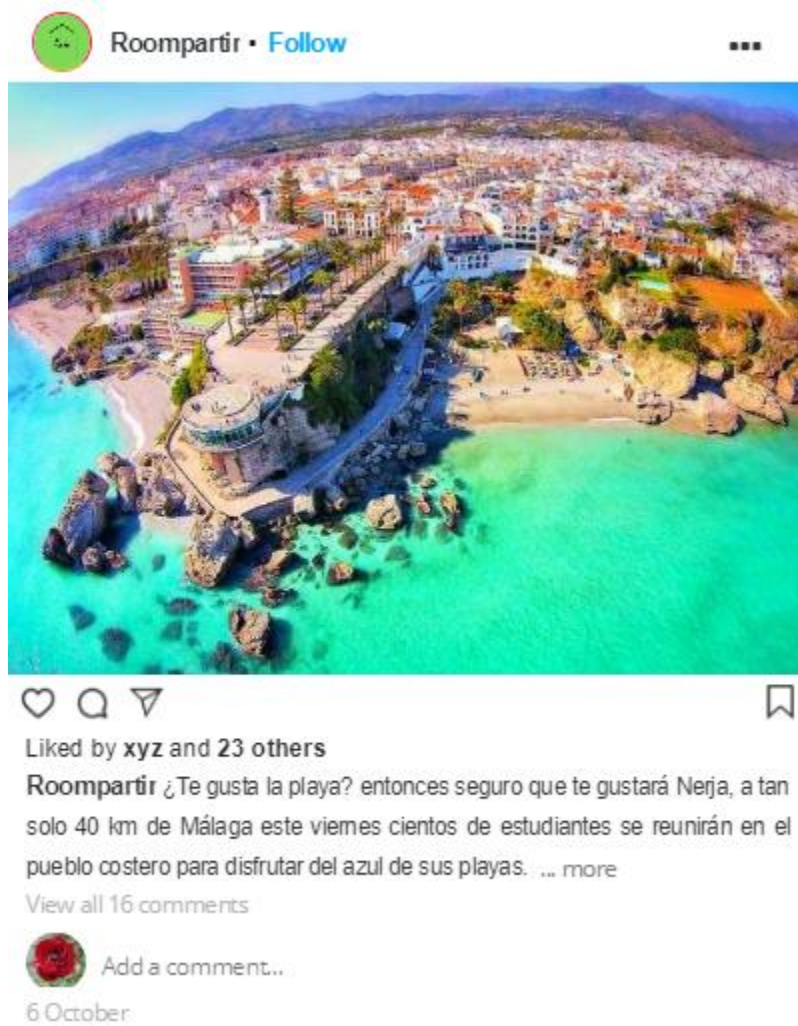 Roompartir • Follow
Liked by xyz and 23 others
Roompartir ¿Te gusta la playa? entonces seguro que te gustará Nerja, a tan
solo 40 km de Málaga este viernes cientos de estudiantes se reunirán en el
pueblo costero para disfrutar del azul de sus playas. ... more
View all 16 comments
Add a comment...
6 October